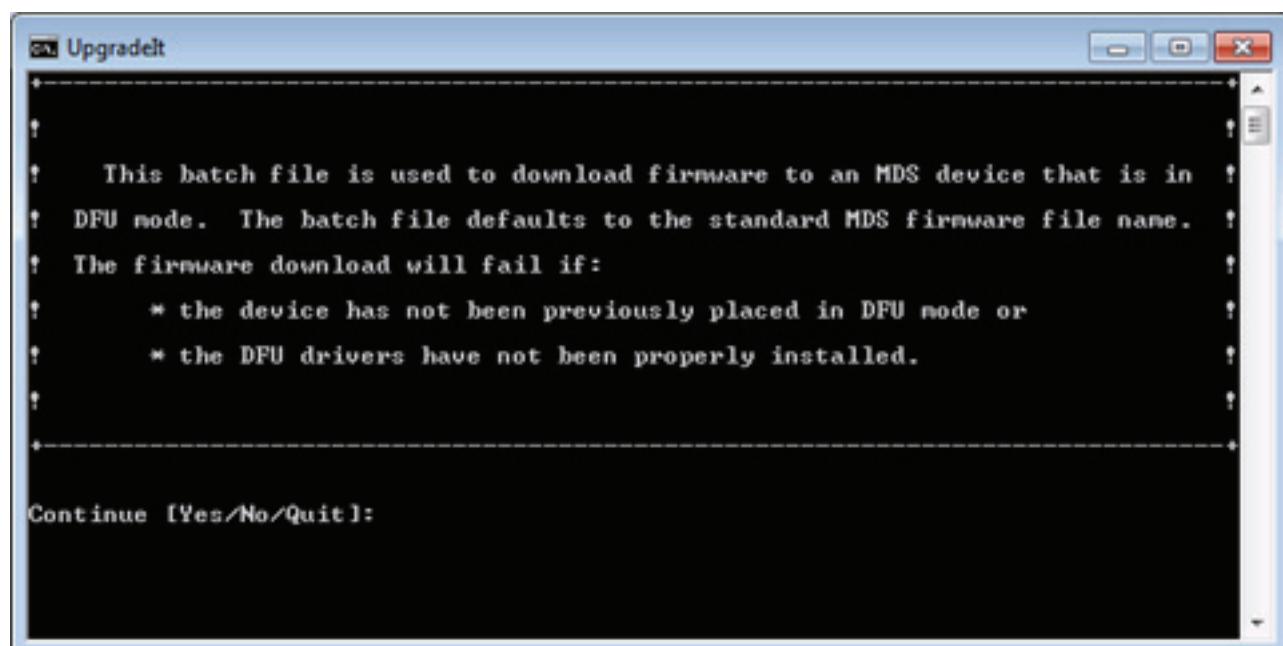 UpgradeIt
This batch file is used to download firmware to an MDS device that is in
DFU mode. The batch file defaults to the standard MDS firmware file name.
The firmware download will fail if:
* the device has not been previously placed in DFU mode or
* the DFU drivers have not been properly installed.
Continue [Yes/No/Quit]: